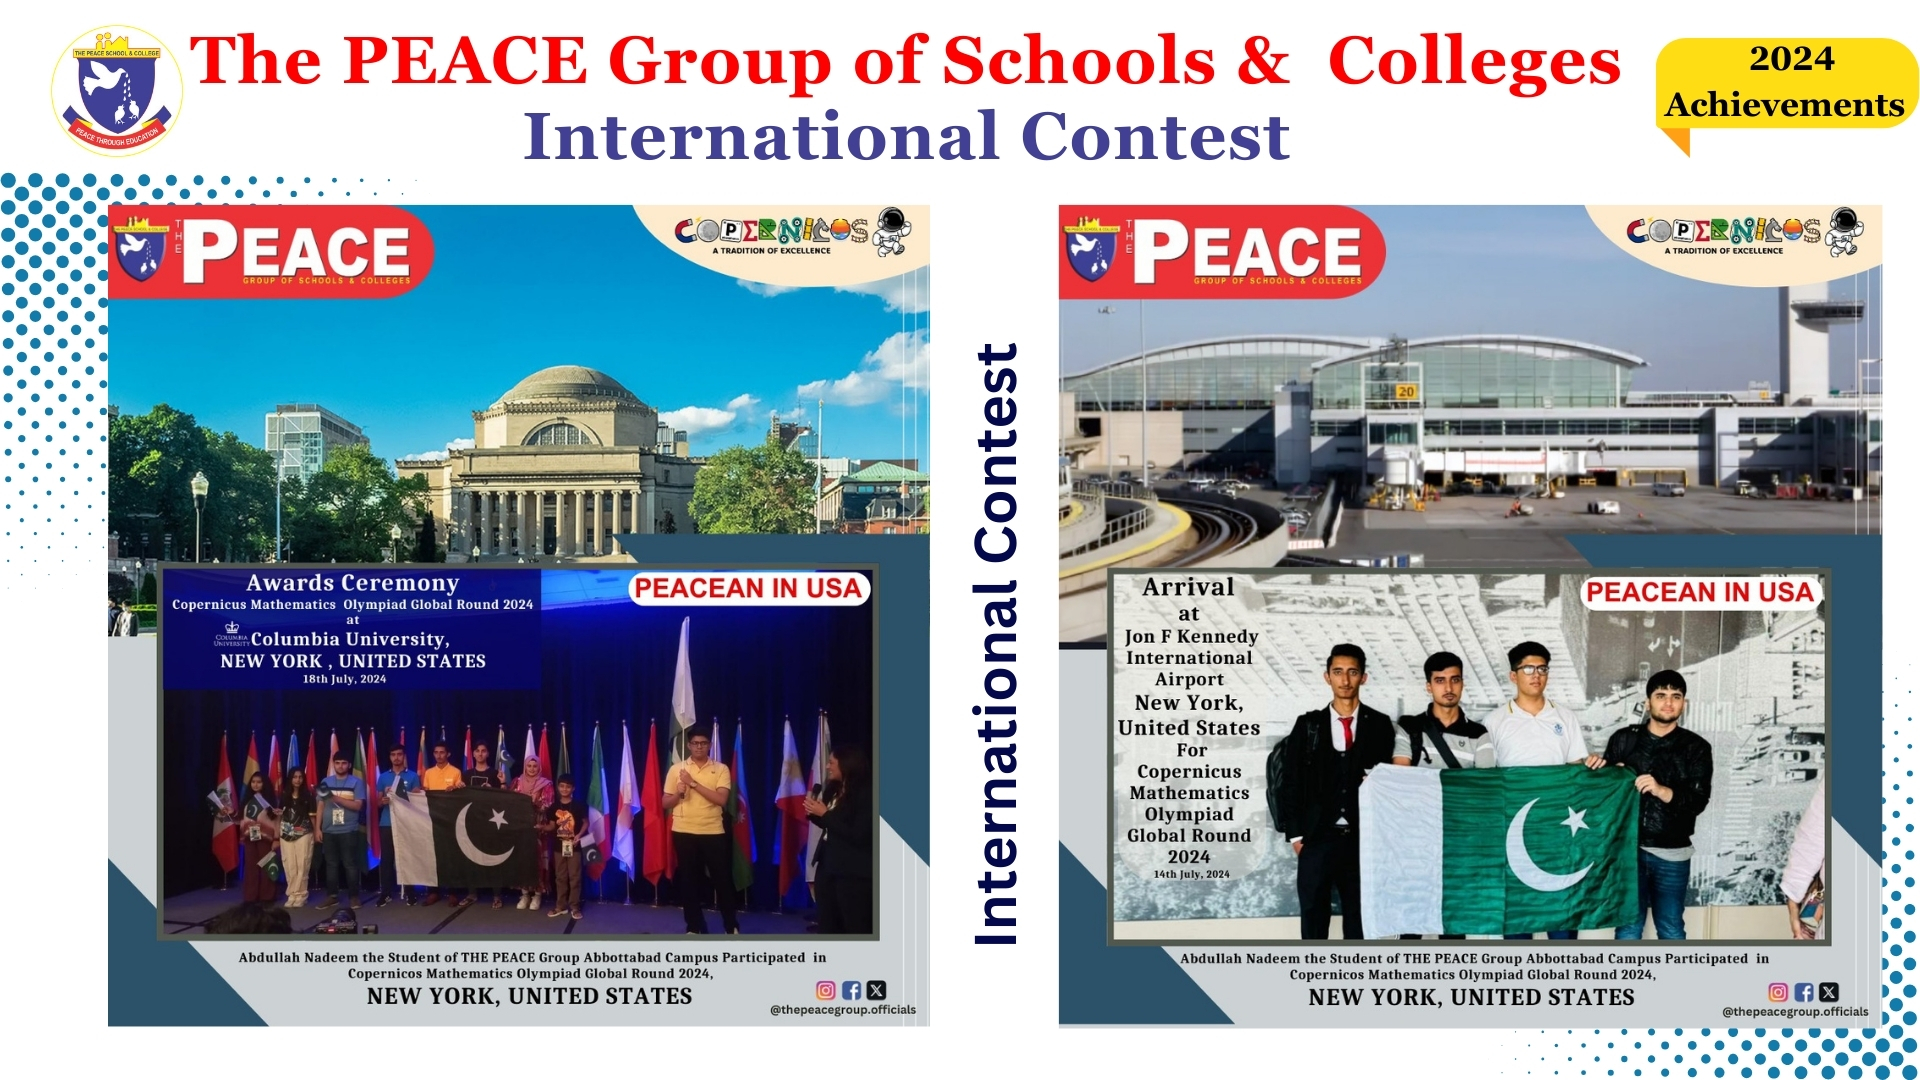 THE PEACE SCHOOL & COLLEGE
PEACE THROUGH EDUCATION
The PEACE Group of Schools & Colleges
International Contest
2024
Achievements
THE PEACE
GROUP OF SCHOOLS & COLLEGES
COPERNICOS
A TRADITION OF EXCELLENCE
Awards Ceremony
Copernicus Mathematics Olympiad Global Round 2024
at
COLUMBIA
UNIVERSITY
Columbia University,
NEW YORK , UNITED STATES
18th July, 2024
PEACEAN IN USA
Abdullah Nadeem the Student of THE PEACE Group Abbottabad Campus Participated in
Copernicos Mathematics Olympiad Global Round 2024,
NEW YORK, UNITED STATES
@thepeacegroup.officials
International Contest
THE PEACE
GROUP OF SCHOOLS & COLLEGES
COPERNICOS
A TRADITION OF EXCELLENCE
20
Arrival
at
Jon F Kennedy
International
Airport
New York,
United States
For
Copernicus
Mathematics
Olympiad
Global Round
2024
14th July, 2024
PEACEAN IN USA
Abdullah Nadeem the Student of THE PEACE Group Abbottabad Campus Participated in
Copernicos Mathematics Olympiad Global Round 2024,
NEW YORK, UNITED STATES
@thepeacegroup.officials